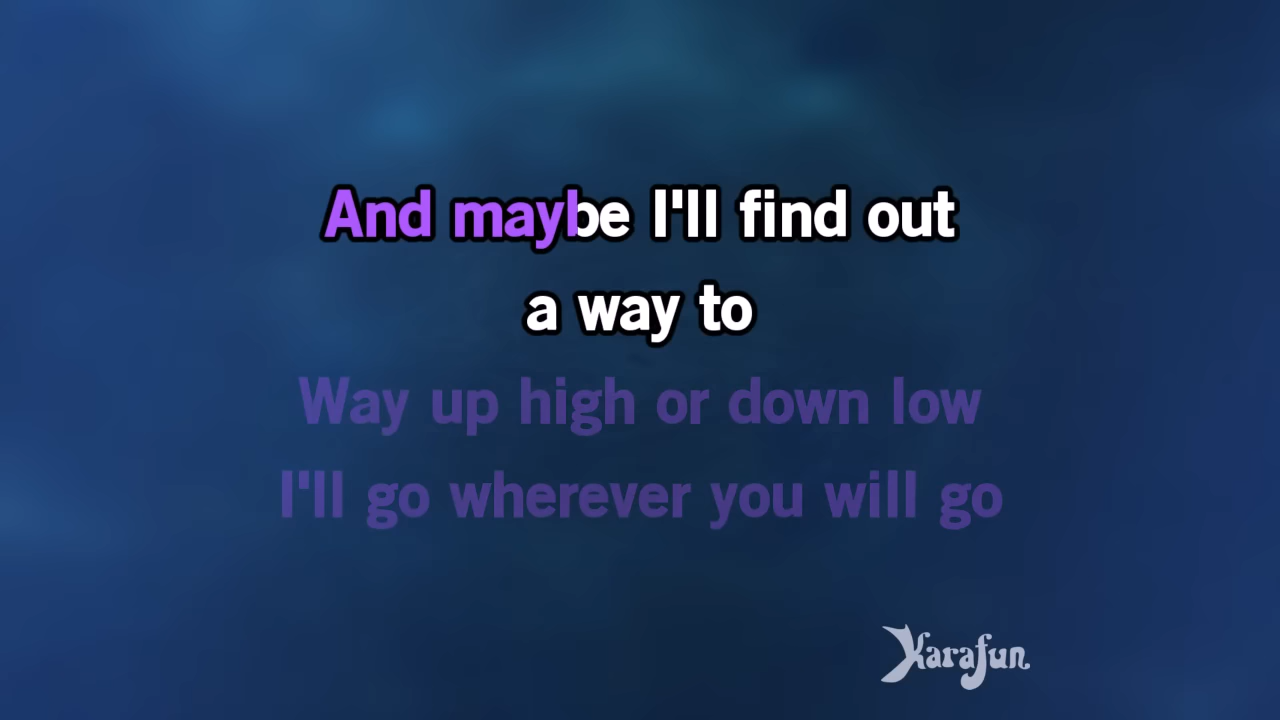 And maybe I'll find out
a way to
Way up high or down low
I'll go wherever you will go
Karafun